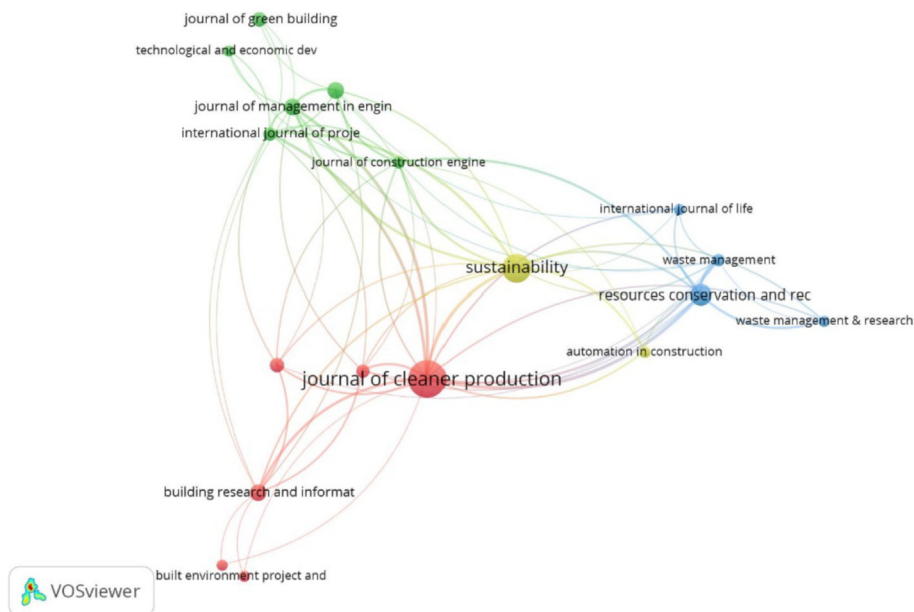 journal of green building
technological and economic dev
journal of management in engin
international journal of proje
journal of construction engine
international journal of life
sustainability
waste management
resources conservation and rec
waste management & research
automation in construction
journal of cleaner production
building research and informat
built environment project and
VOSviewer